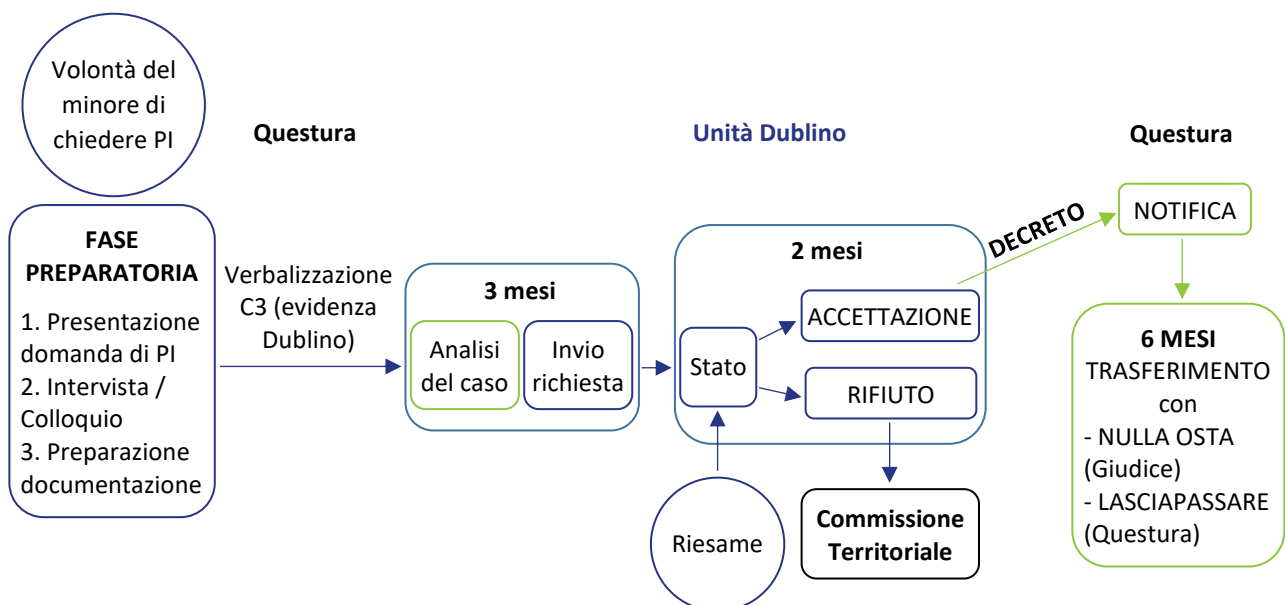 Volontà del
minore di
chiedere PI
Questura
Unità Dublino
Questura
FASE
PREPARATORIA
1. Presentazione
domanda di PI
2. Intervista /
Colloquio
3. Preparazione
documentazione
Verbalizzazione
C3 (evidenza
Dublino)
3 mesi
Analisi
del caso
Invio
richiesta
2 mesi
Stato
ACCETTAZIONE
RIFIUTO
Riesame
Commissione
Territoriale
DECRETO
NOTIFICA
6 MESI
TRASFERIMENTO
con
- NULLA OSTA
(Giudice)
- LASCIAPASSARE
(Questura)